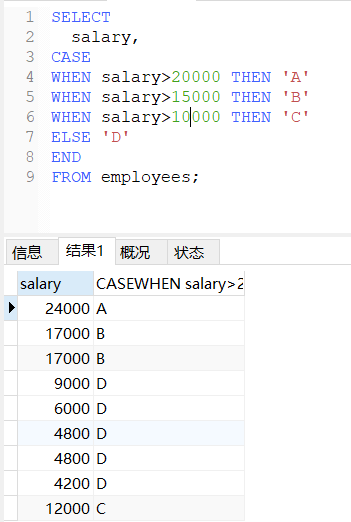 1 SELECT
2 salary,
3 CASE
4 WHEN salary>20000 THEN 'A'
5 WHEN salary>15000 THEN 'B'
6 WHEN salary>10000 THEN 'C'
7 ELSE 'D'
8 END
9 FROM employees;
信息 结果1 概况 状态
salary CASEWHEN salary>2
24000 A
17000 B
17000 B
9000 D
6000 D
4800 D
4800 D
4200 D
12000 C